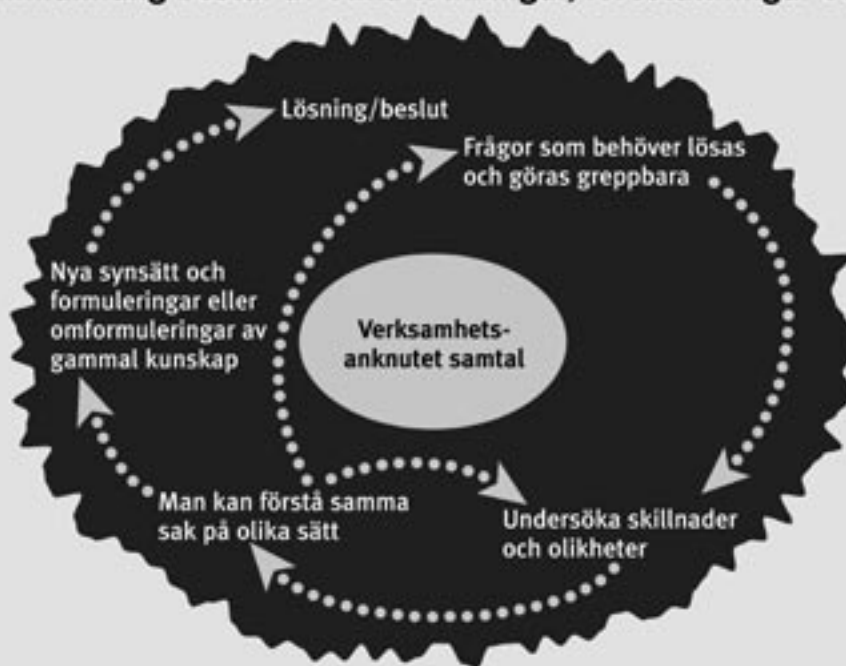 Lösning/beslut
Frågor som behöver lösas
och göras greppbara
Nya synsätt och
formuleringar eller
omformuleringar av
gammal kunskap
Verksamhets-
anknutet samtal
Man kan förstå samma
sak på olika sätt
Undersöka skillnader
och olikheter